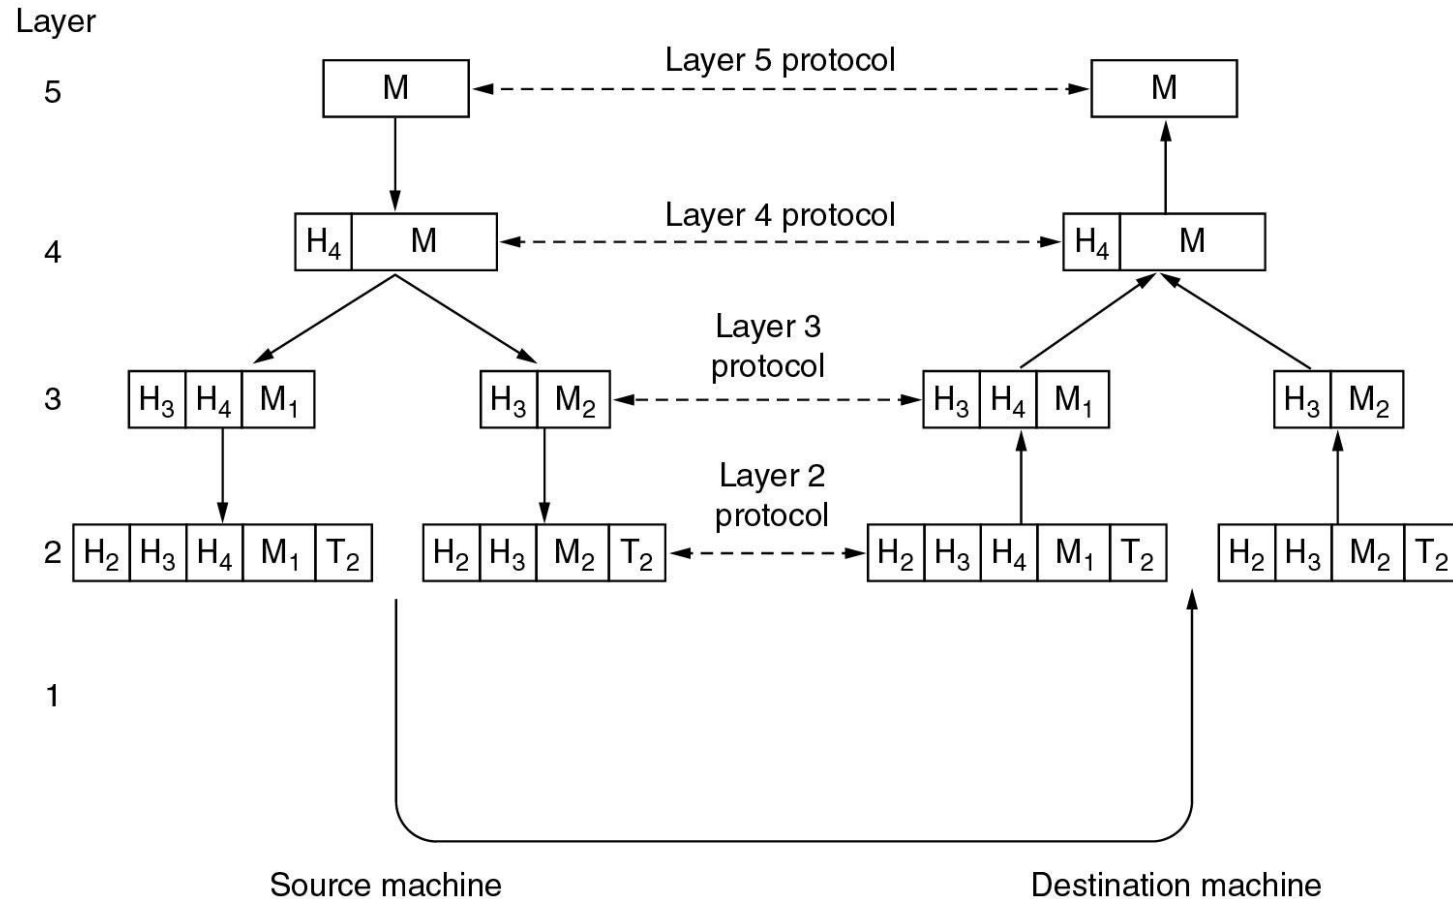 Layer
5 M Layer 5 protocol M
4 H4 M Layer 4 protocol H4 M
Layer 3
protocol
3 H3 H4 M1 H3 M2 H3 H4 M1 H3 M2
Layer 2
protocol
2 H2 H3 H4 M1 T2 H2 H3 M2 T2 H2 H3 H4 M1 T2 H2 H3 M2 T2
1
Source machine Destination machine